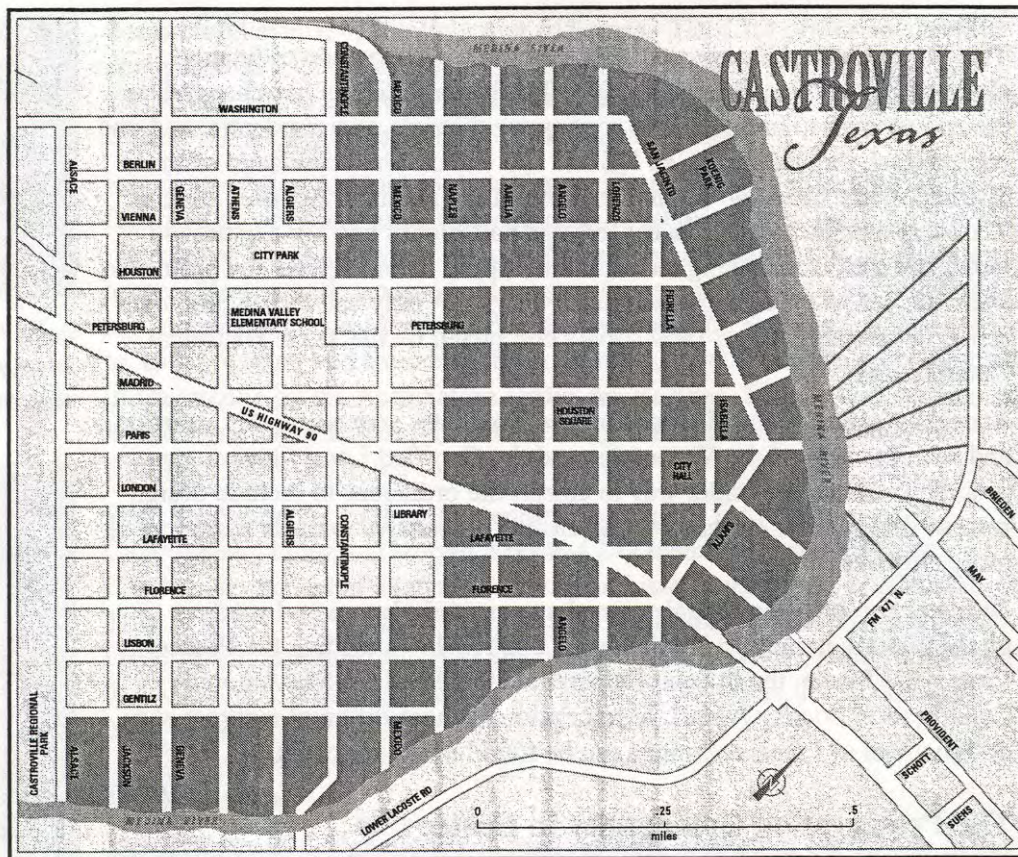 MEDINA RIVER
CASTROVILLE
Texas
CONSTANTINOPLE
MEXICO
WASHINGTON
SAN JACINTO
KOENIG
PARK
ALSACE
BERLIN
VIENNA
GENEVA
ATHENS
ALGIERS
MEXICO
NAPLES
AMELIA
ANGELO
LORENZO
CITY PARK
HOUSTON
MEDINA VALLEY
ELEMENTARY SCHOOL
PETERSBURG
PETERSBURG
FIORELLA
MADRID
US HIGHWAY 90
PARIS
HOUSTON
SQUARE
ISABELLA
MEDINA RIVER
CITY
HALL
LONDON
LIBRARY
ALGIERS
CONSTANTINOPLE
LAFAYETTE
LAFAYETTE
BRIEDEN
MAY
FLORENCE
FLORENCE
FM 471 N.
LISBON
ANGELO
GENTILZ
CASTROVILLE REGIONAL
PARK
ALSACE
JACKSON
GENEVA
MEXICO
PROVIDENT
SCHOTT
SUEHS
N
LOWER LACOSTE RD
MEDINA RIVER
0 .25 .5
miles